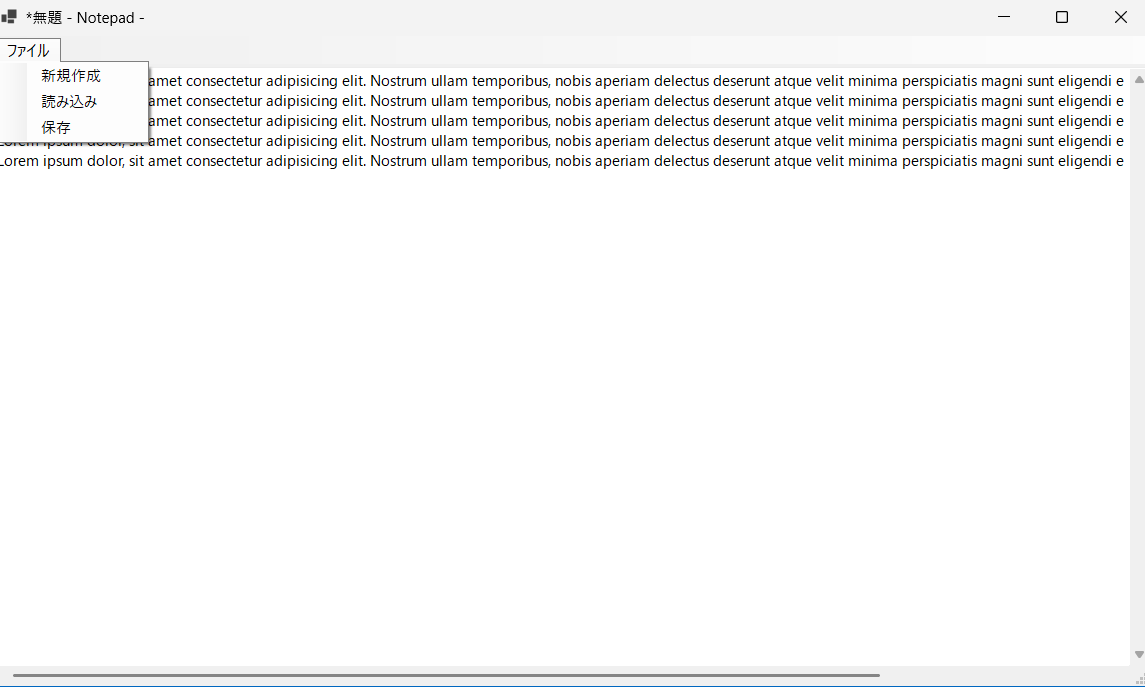 *無題 - Notepad -
ファイル
新規作成
読み込み
保存
amet consectetur adipisicing elit. Nostrum ullam temporibus, nobis aperiam delectus deserunt atque velit minima perspiciatis magni sunt eligendi e
amet consectetur adipisicing elit. Nostrum ullam temporibus, nobis aperiam delectus deserunt atque velit minima perspiciatis magni sunt eligendi e
amet consectetur adipisicing elit. Nostrum ullam temporibus, nobis aperiam delectus deserunt atque velit minima perspiciatis magni sunt eligendi e
Lorem ipsum dolor, sit amet consectetur adipisicing elit. Nostrum ullam temporibus, nobis aperiam delectus deserunt atque velit minima perspiciatis magni sunt eligendi e
Lorem ipsum dolor, sit amet consectetur adipisicing elit. Nostrum ullam temporibus, nobis aperiam delectus deserunt atque velit minima perspiciatis magni sunt eligendi e